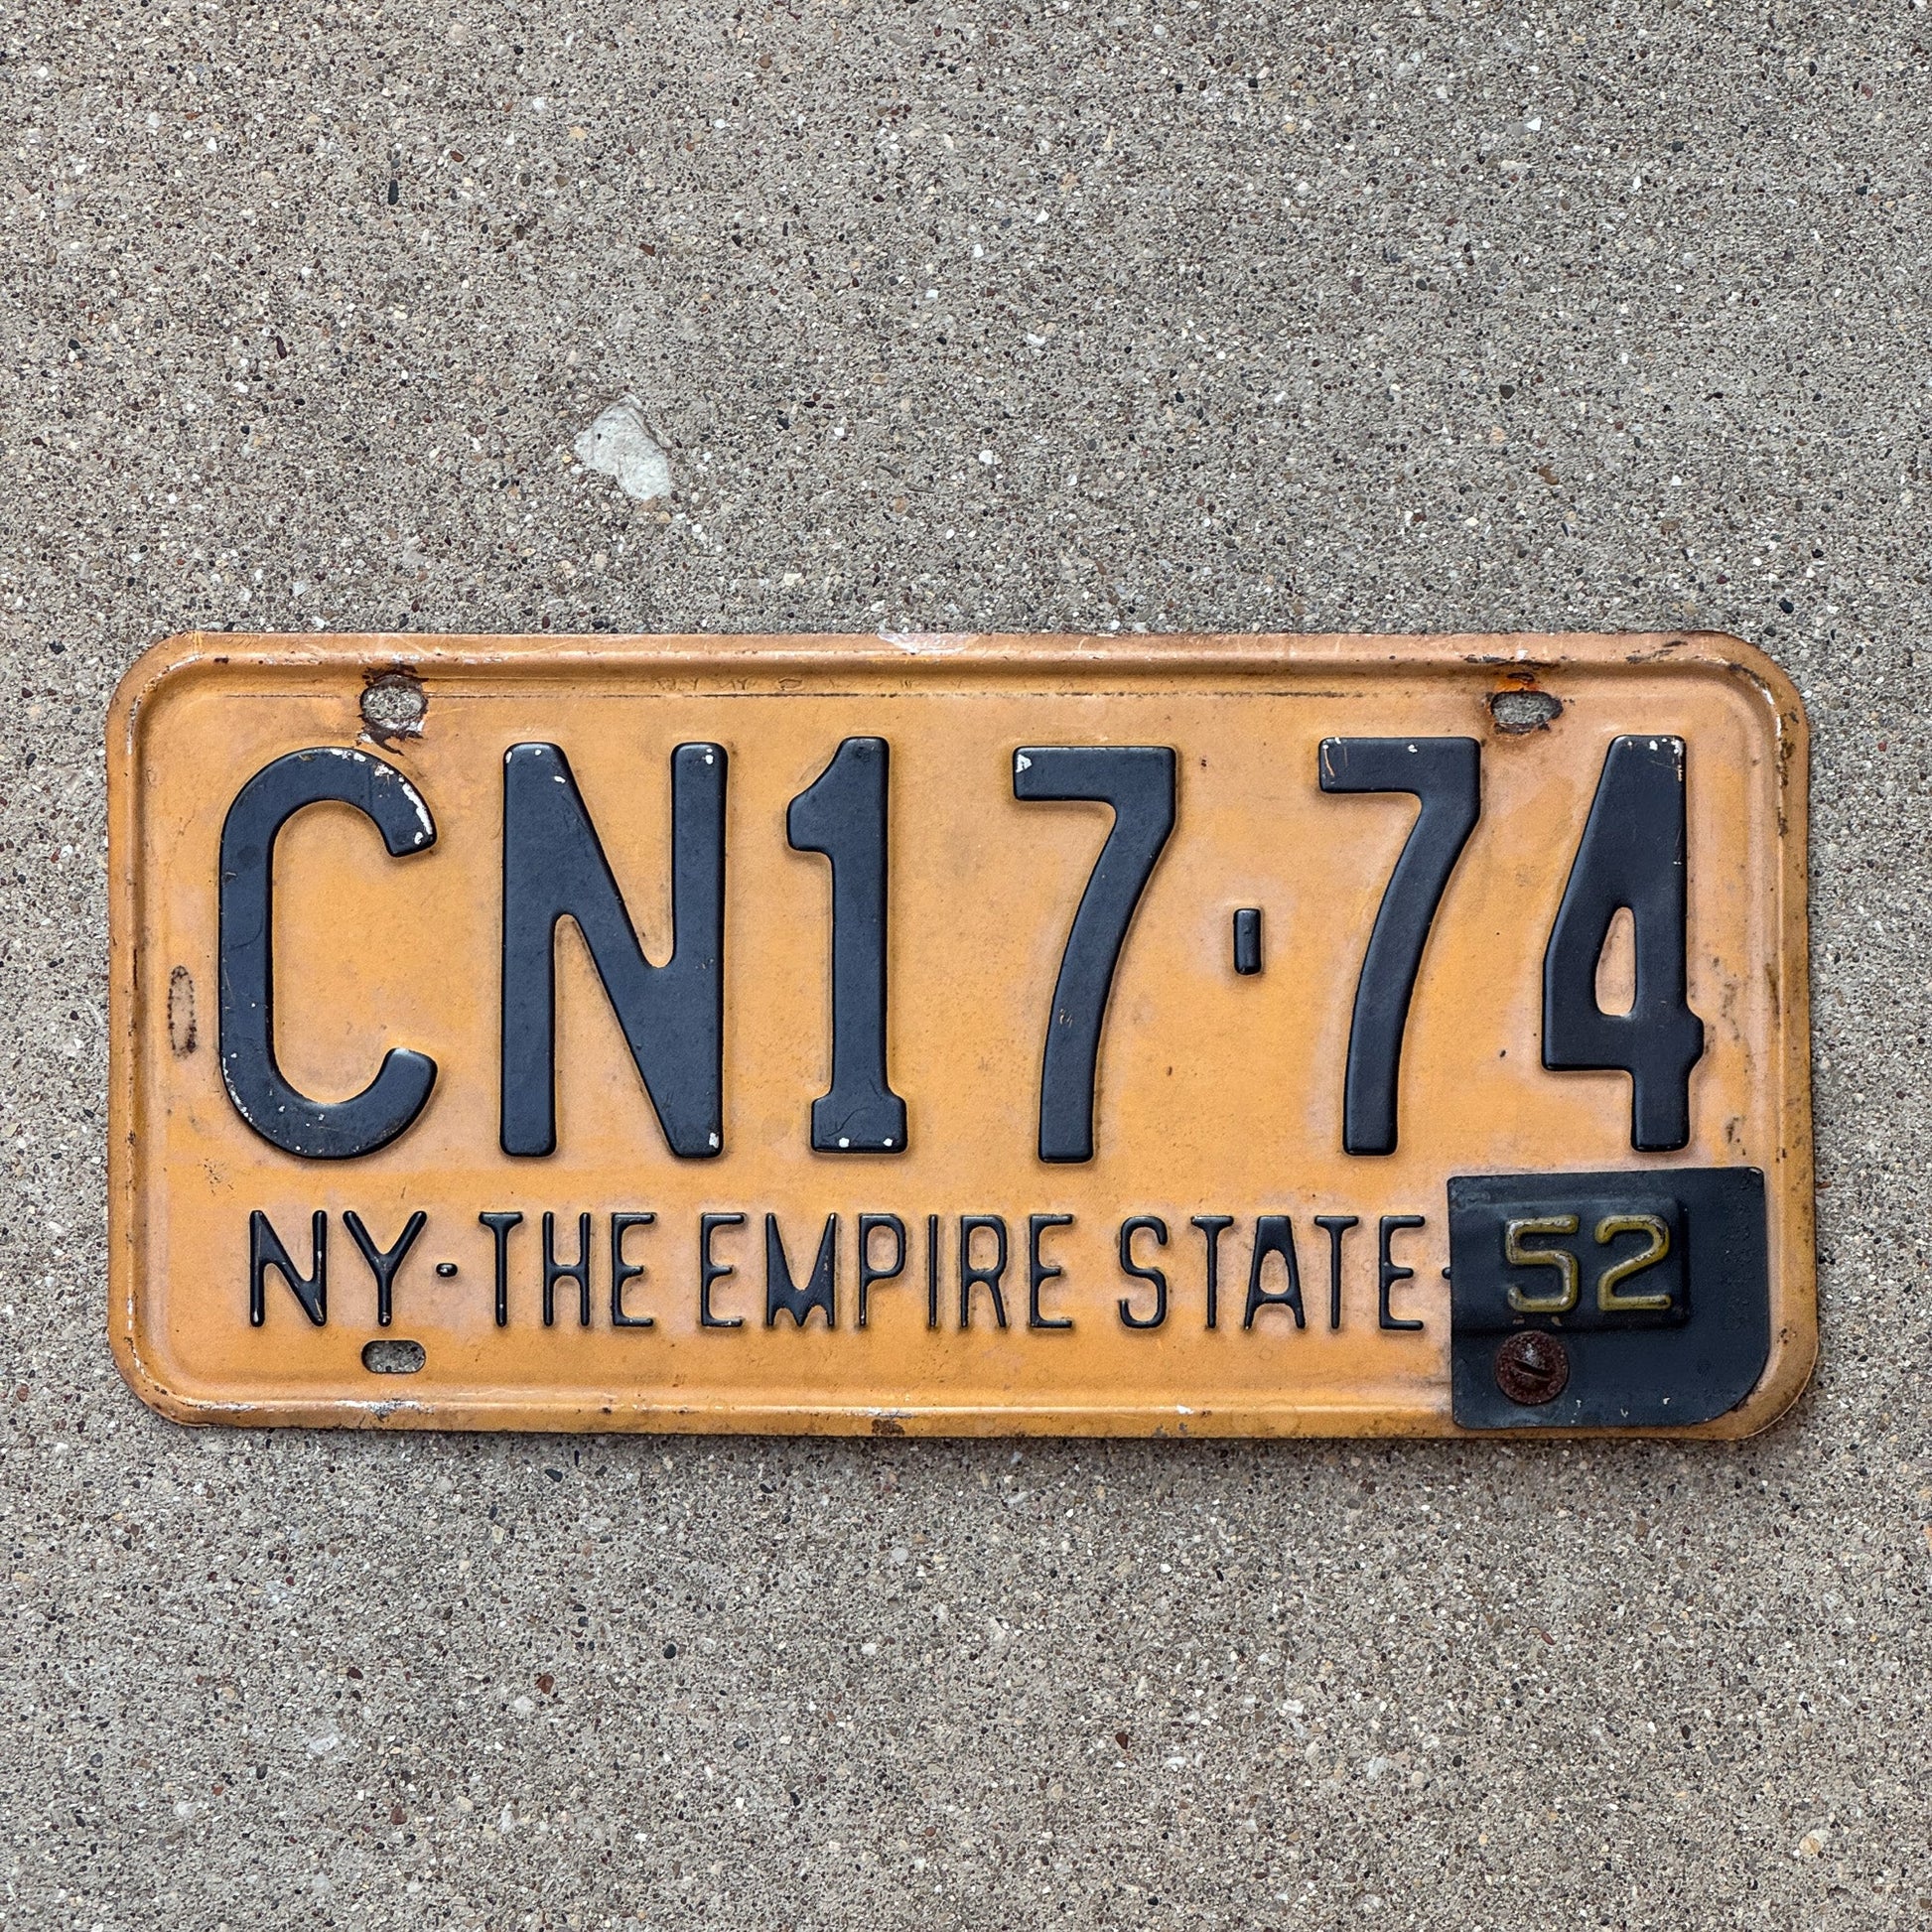 CN17-74
NY·THE EMPIRE STATE· 52